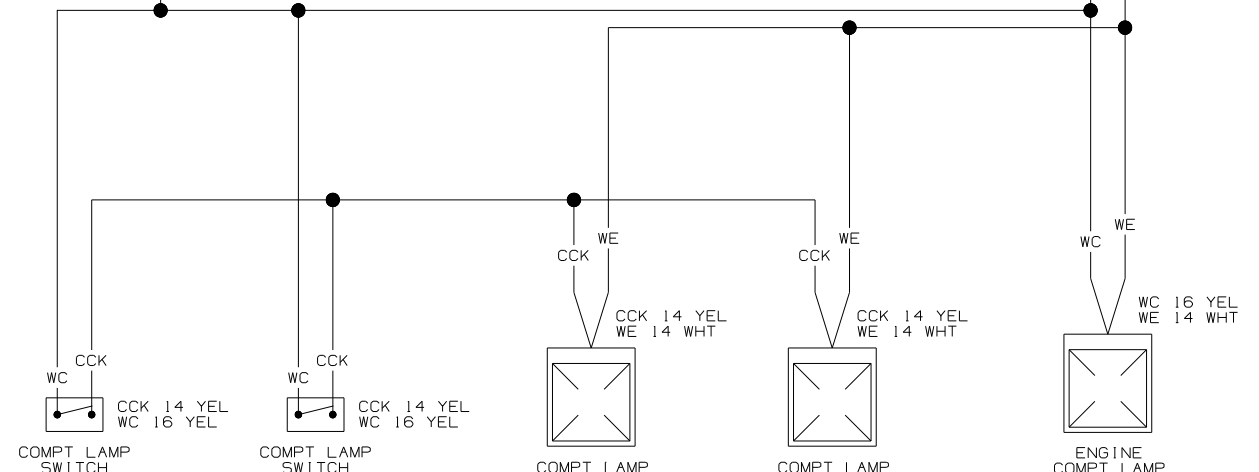 WE
WE
WC
WE
CCK
CCK
WC 16 YEL
WE 14 WHT
CCK 14 YEL
WE 14 WHT
CCK 14 YEL
WE 14 WHT
CCK
WC
CCK
WC
CCK 14 YEL
WC 16 YEL
CCK 14 YEL
WC 16 YEL
COMPT LAMP
SWITCH
COMPT LAMP
SWITCH
COMPT LAMP
COMPT LAMP
ENGINE
COMPT LAMP